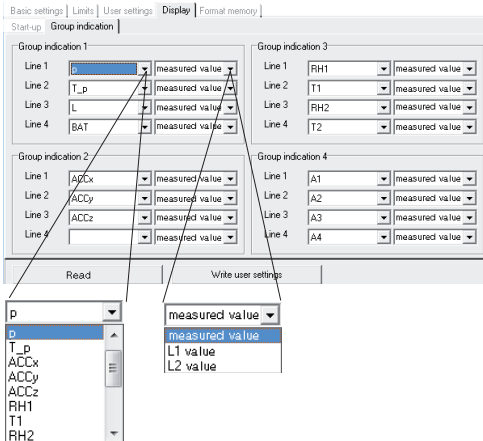 Basic settings Limits User settings Display Format memory
Start-up Group indication
Group indication 1
Line 1 p measured value
Line 2 T_p measured value
Line 3 L measured value
Line 4 BAT measured value
Group indication 3
Line 1 RH1 measured value
Line 2 T1 measured value
Line 3 RH2 measured value
Line 4 T2 measured value
Group indication 2
Line 1 ACCx measured value
Line 2 ACCy measured value
Line 3 ACCz measured value
Line 4 measured value
Group indication 4
Line 1 A1 measured value
Line 2 A2 measured value
Line 3 A3 measured value
Line 4 A4 measured value
Read Write user settings
p
p
T_p
ACCx
ACCy
ACCz
RH1
T1
RH2
measured value
measured value
L1 value
L2 value